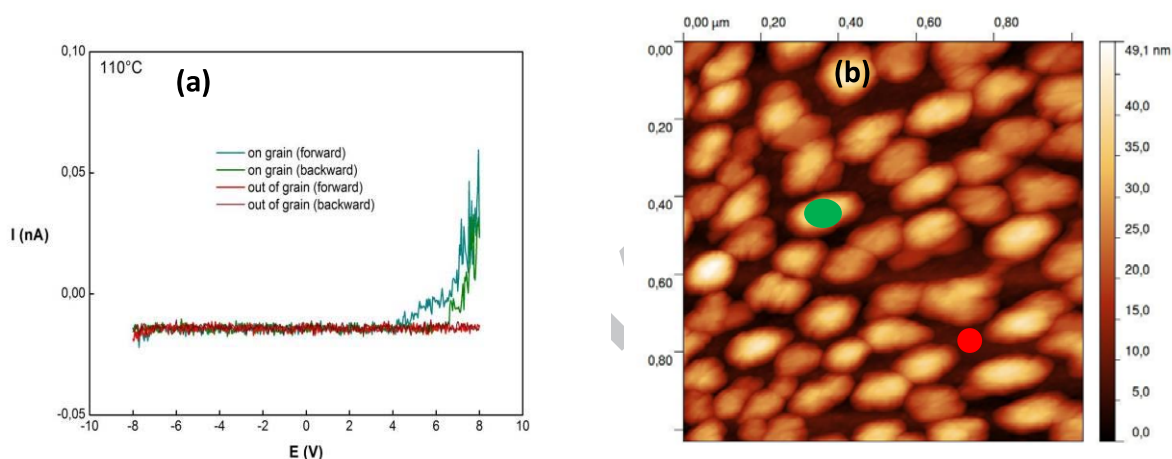 0,10
110°C
(a)
on grain (forward)
on grain (backward)
out of grain (forward)
out of grain (backward)
0,05
I (nA)
0,00
-0,05
-10 -8 -6 -4 -2 0 2 4 6 8 10
E (V)
0,00 µm 0,20 0,40 0,60 0,80
(b)
0,00
0,20
0,40
0,60
0,80
49,1 nm
40,0
35,0
30,0
25,0
20,0
15,0
10,0
5,0
0,0